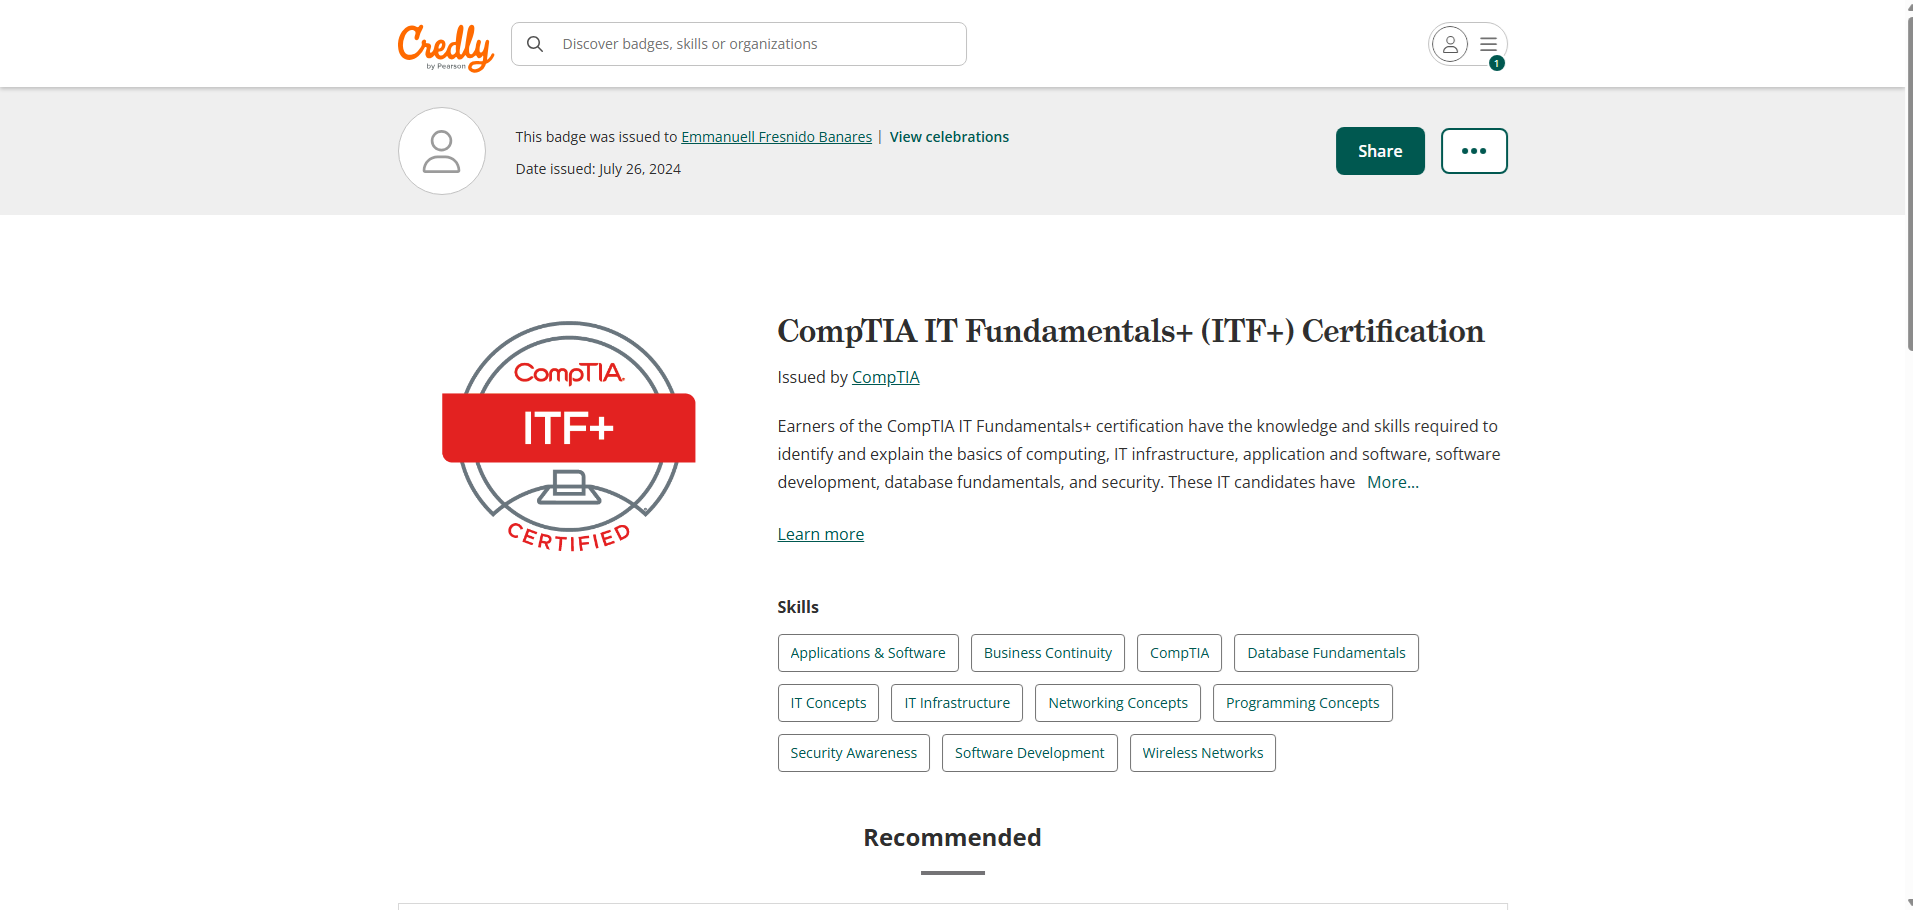 Credly
by Pearson
Discover badges, skills or organizations
1
This badge was issued to Emmanuell Fresnido Banares | View celebrations
Date issued: July 26, 2024
Share
CompTIA IT Fundamentals+ (ITF+) Certification
Issued by CompTIA
Earners of the CompTIA IT Fundamentals+ certification have the knowledge and skills required to
identify and explain the basics of computing, IT infrastructure, application and software, software
development, database fundamentals, and security. These IT candidates have More...
Learn more
CompTIA.
ITF+
CERTIFIED
Skills
Applications & Software
Business Continuity
CompTIA
Database Fundamentals
IT Concepts
IT Infrastructure
Networking Concepts
Programming Concepts
Security Awareness
Software Development
Wireless Networks
Recommended